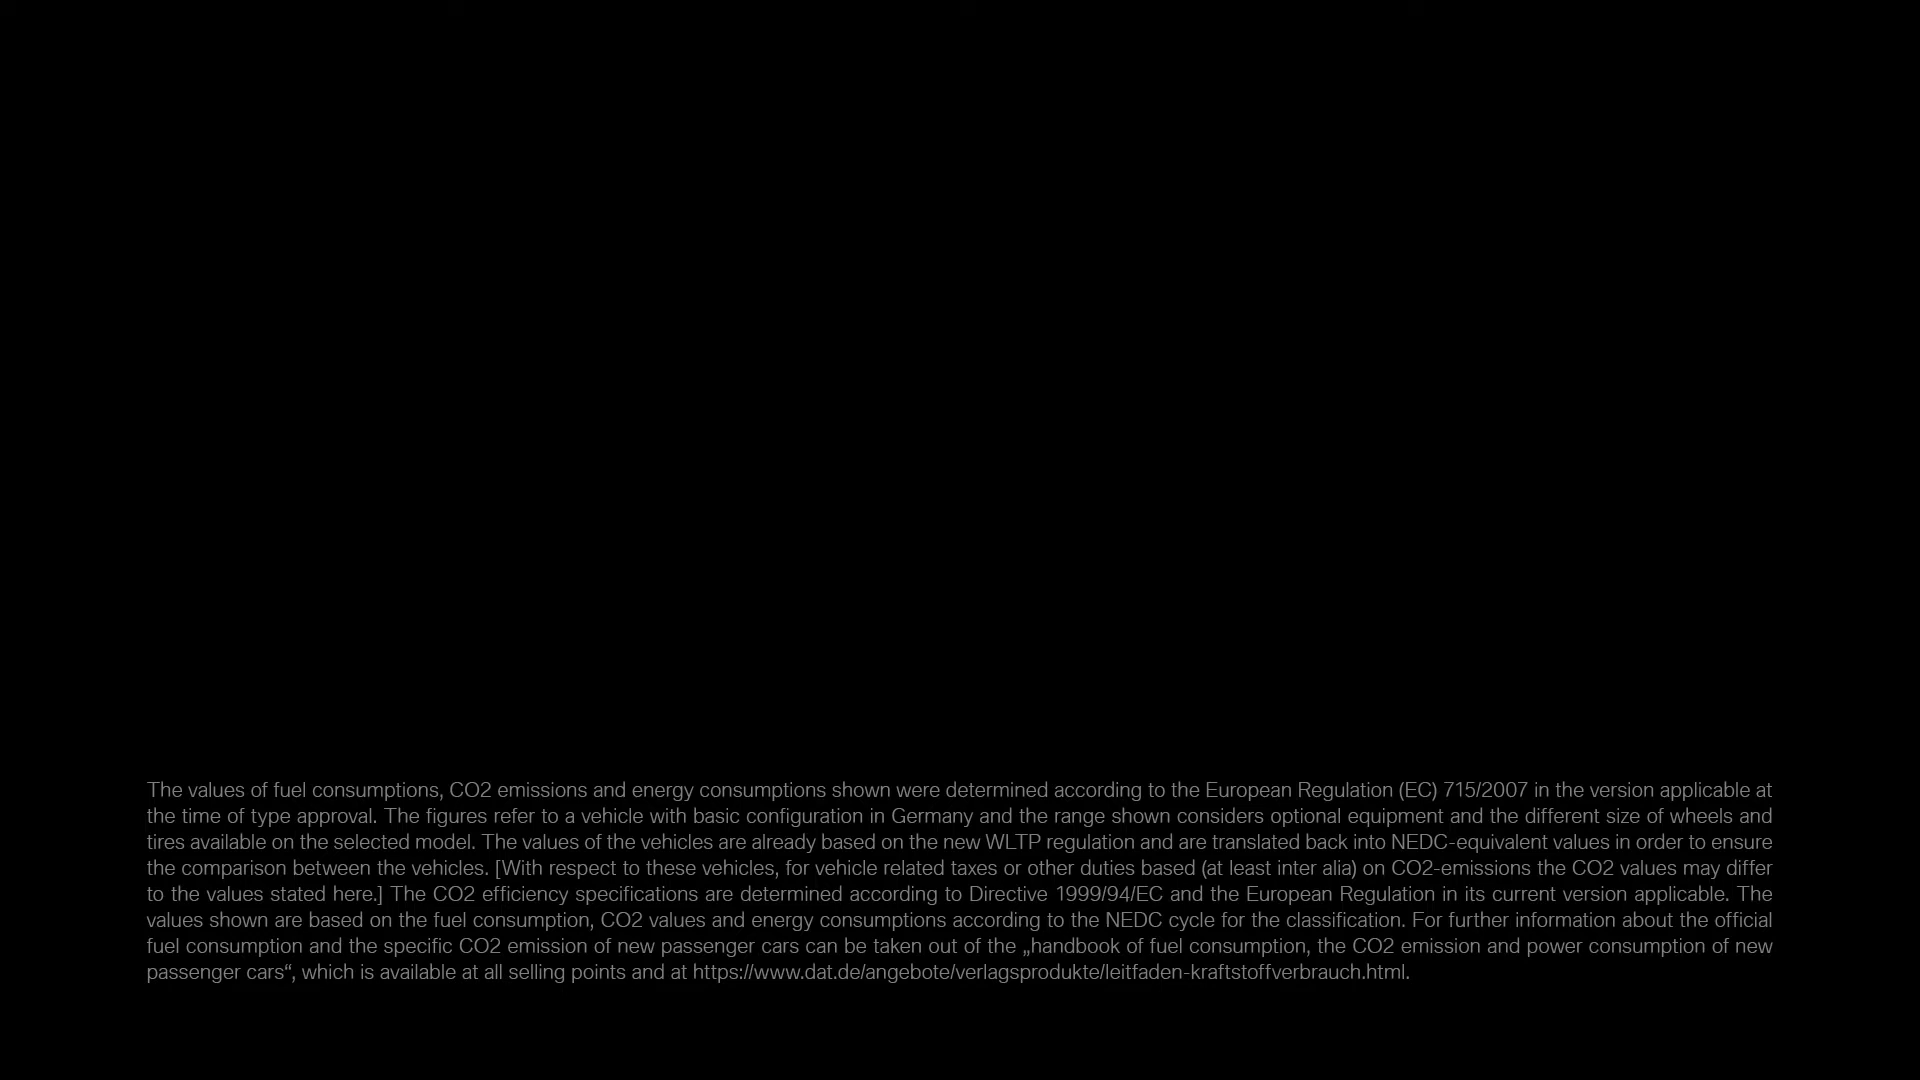 The values of fuel consumptions, CO2 emissions and energy consumptions shown were determined according to the European Regulation (EC) 715/2007 in the version applicable at
the time of type approval. The figures refer to a vehicle with basic configuration in Germany and the range shown considers optional equipment and the different size of wheels and
tires available on the selected model. The values of the vehicles are already based on the new WLTP regulation and are translated back into NEDC-equivalent values in order to ensure
the comparison between the vehicles. [With respect to these vehicles, for vehicle related taxes or other duties based (at least inter alia) on CO2-emissions the CO2 values may differ
to the values stated here.] The CO2 efficiency specifications are determined according to Directive 1999/94/EC and the European Regulation in its current version applicable. The
values shown are based on the fuel consumption, CO2 values and energy consumptions according to the NEDC cycle for the classification. For further information about the official
fuel consumption and the specific CO2 emission of new passenger cars can be taken out of the „handbook of fuel consumption, the CO2 emission and power consumption of new
passenger cars“, which is available at all selling points and at https://www.dat.de/angebote/verlagsprodukte/leitfaden-kraftstoffverbrauch.html.